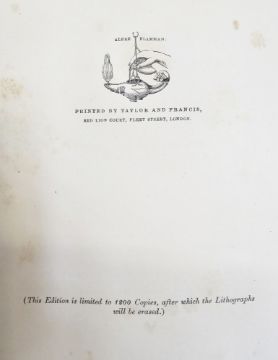 ALERE FLAMMAM.
PRINTED BY TAYLOR AND FRANCIS,
RED LION COURT, FLEET STREET, LONDON.
(This Edition is limited to 1200 Copies, after which the Lithographs
will be erased.)